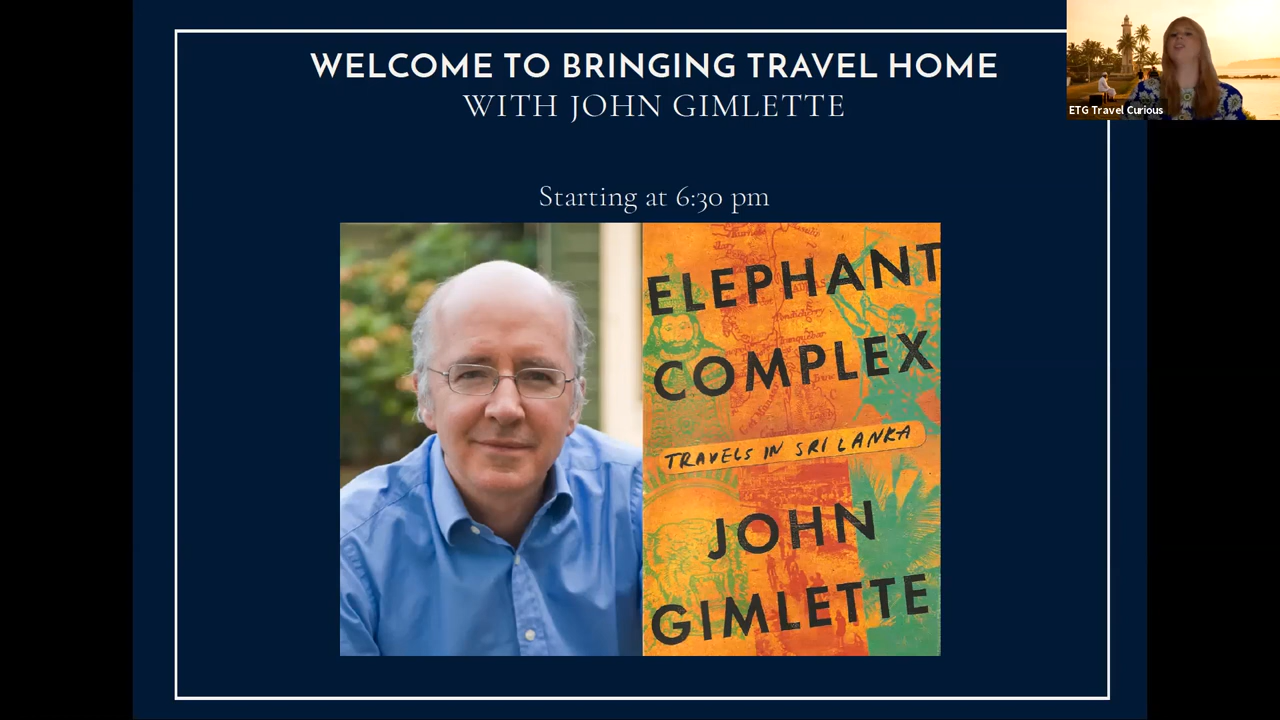 WELCOME TO BRINGING TRAVEL HOME
WITH JOHN GIMLETTE
ETG Travel Curious
Starting at 6:30 pm
ELEPHANT
COMPLEX
TRAVELS IN SRI LANKA
JOHN
GIMLETTE